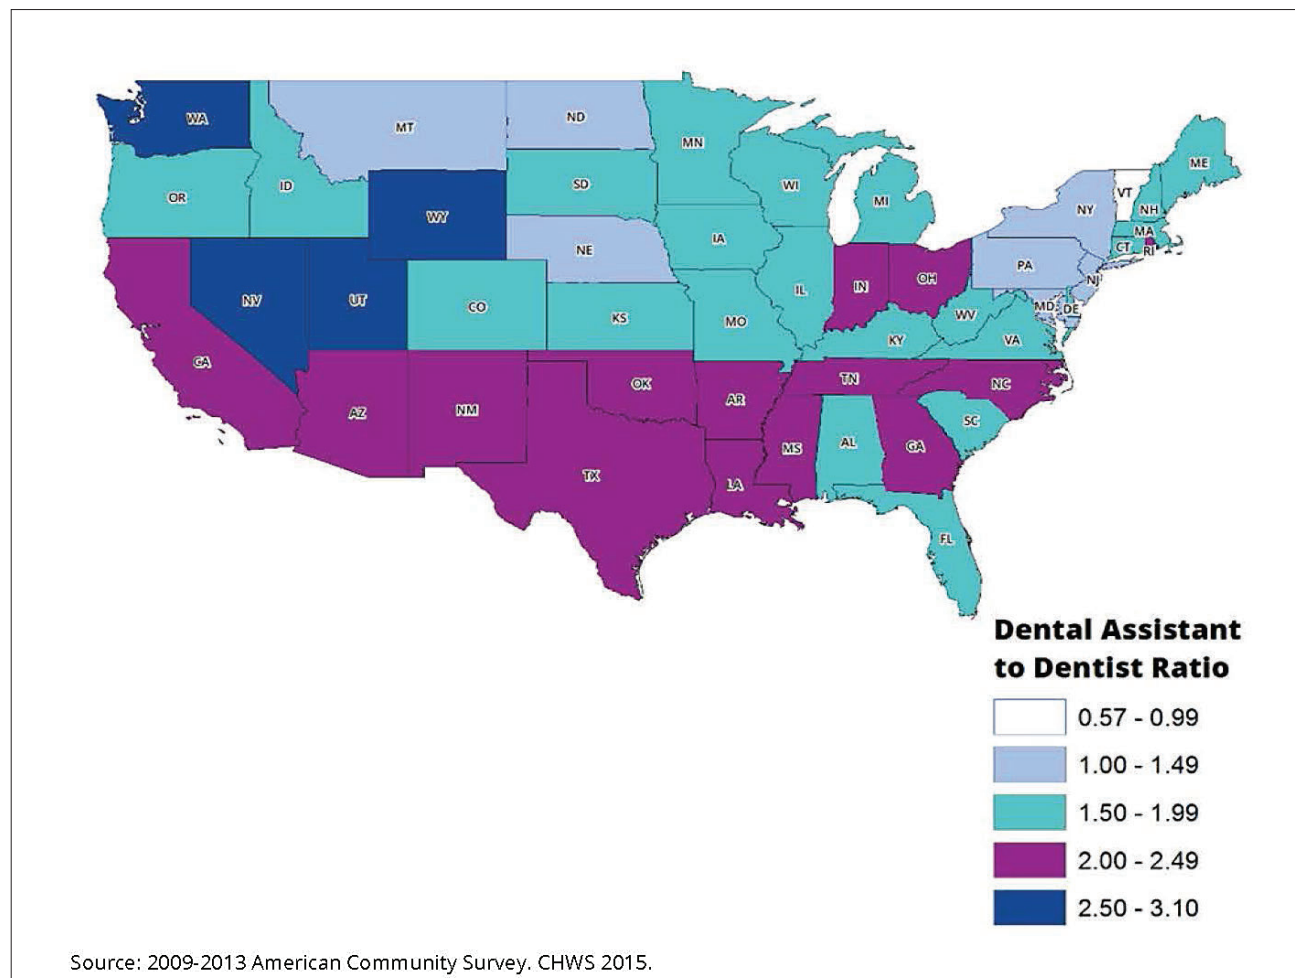 WA
MT
ND
MN
ME
OR
ID
SD
WI
VT
NH
WY
MI
NY
MA
CT
RI
NE
IA
PA
NV
UT
CO
IL
IN
OH
NJ
KS
MO
WV
MD
DE
KY
VA
CA
AZ
NM
OK
AR
TN
NC
TX
LA
MS
AL
GA
SC
FL
Dental Assistant
to Dentist Ratio
0.57 - 0.99
1.00 - 1.49
1.50 - 1.99
2.00 - 2.49
2.50 - 3.10
Source: 2009-2013 American Community Survey. CHWS 2015.